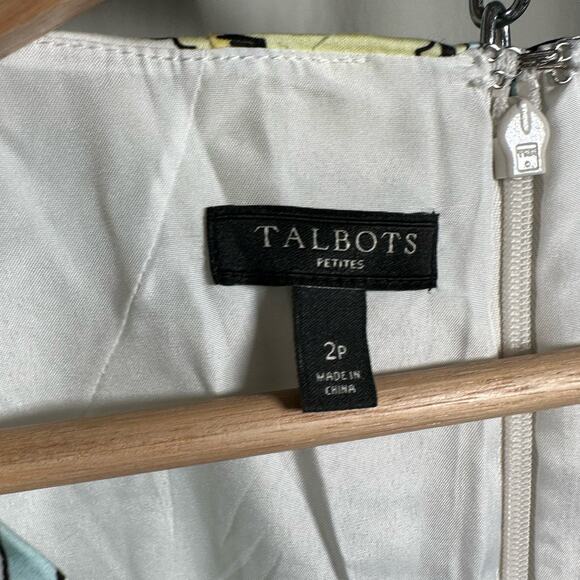 TALBOTS
PETITES
2P
MADE IN
CHINA